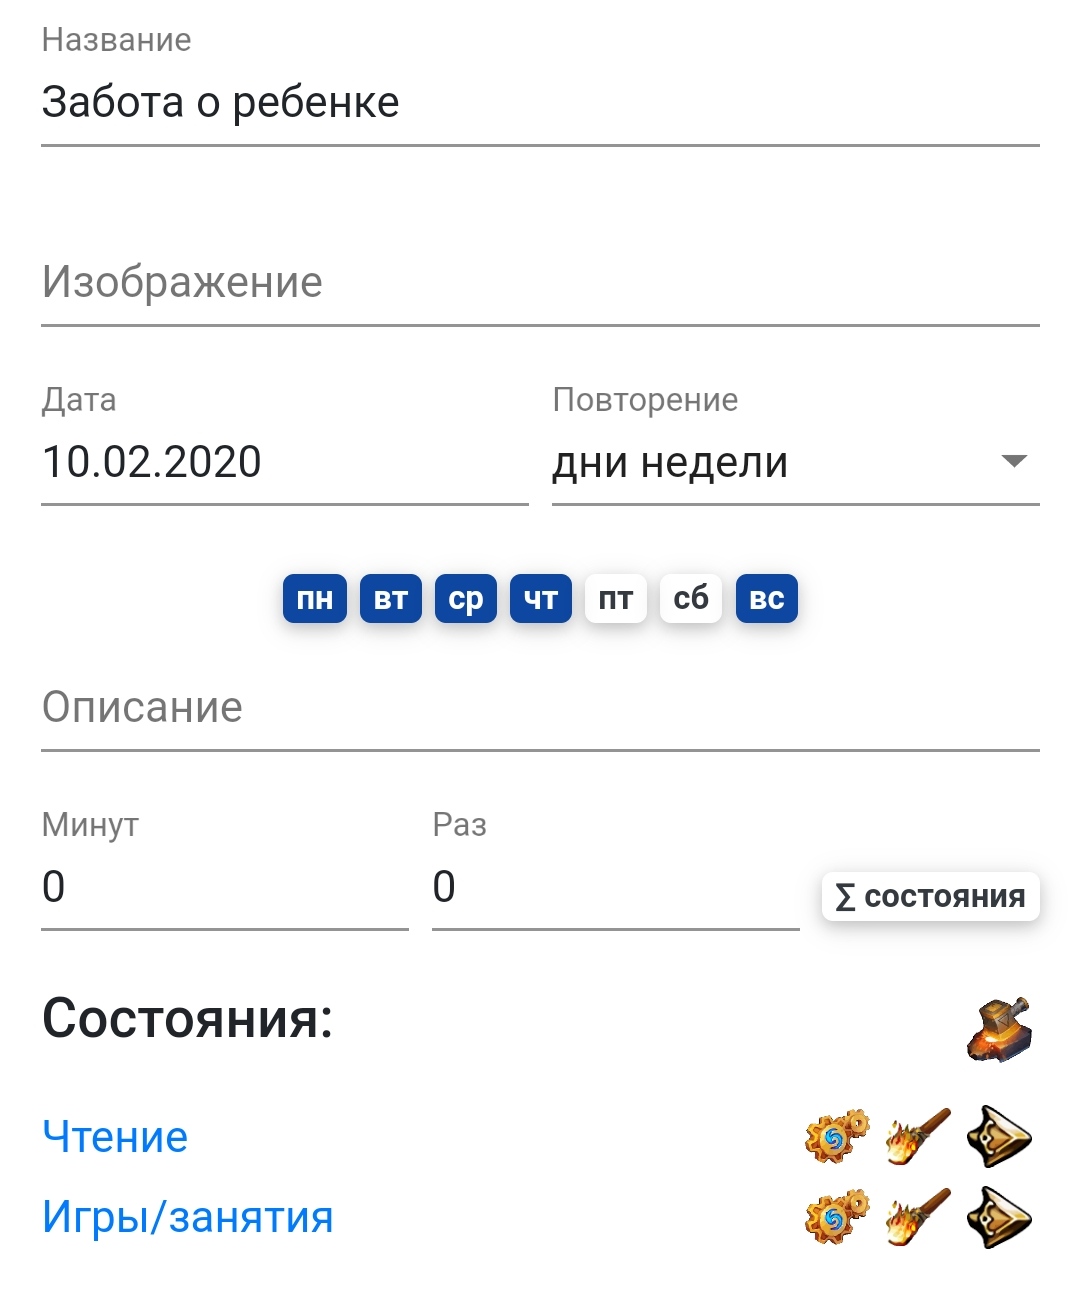 Название
Забота о ребенке
Изображение
Дата
Повторение
10.02.2020
дни недели
пн вт ср чт пт сб вс
Описание
Минут
Раз
0
0
∑ состояния
Состояния:
Чтение
Игры/занятия